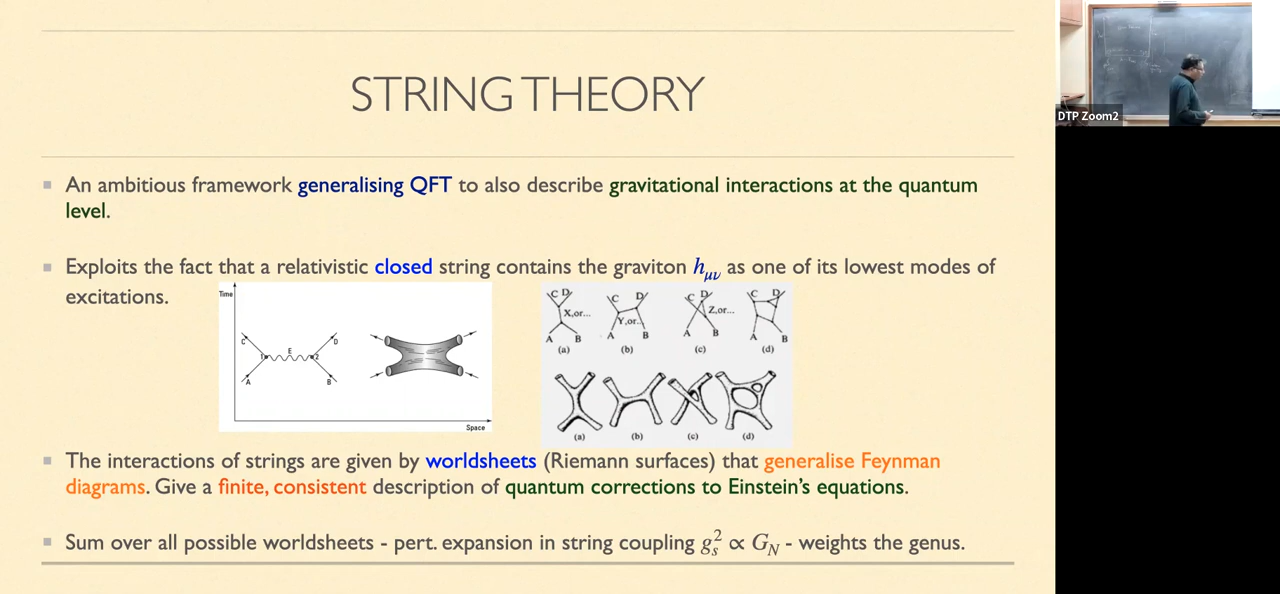 STRING THEORY
DTP Zoom2
An ambitious framework generalising QFT to also describe gravitational interactions at the quantum
level.
Exploits the fact that a relativistic closed string contains the graviton hμν as one of its lowest modes of
excitations.
Time
C
D
1
E
2
A
B
Space
C D
X,or...
A B
(a)
C D
Y,or..
A B
(b)
C D
Z,or...
A B
(c)
C D
A B
(d)
(a) (b) (c) (d)
The interactions of strings are given by worldsheets (Riemann surfaces) that generalise Feynman
diagrams. Give a finite, consistent description of quantum corrections to Einstein's equations.
Sum over all possible worldsheets - pert. expansion in string coupling g_s^2 ∝ G_N - weights the genus.